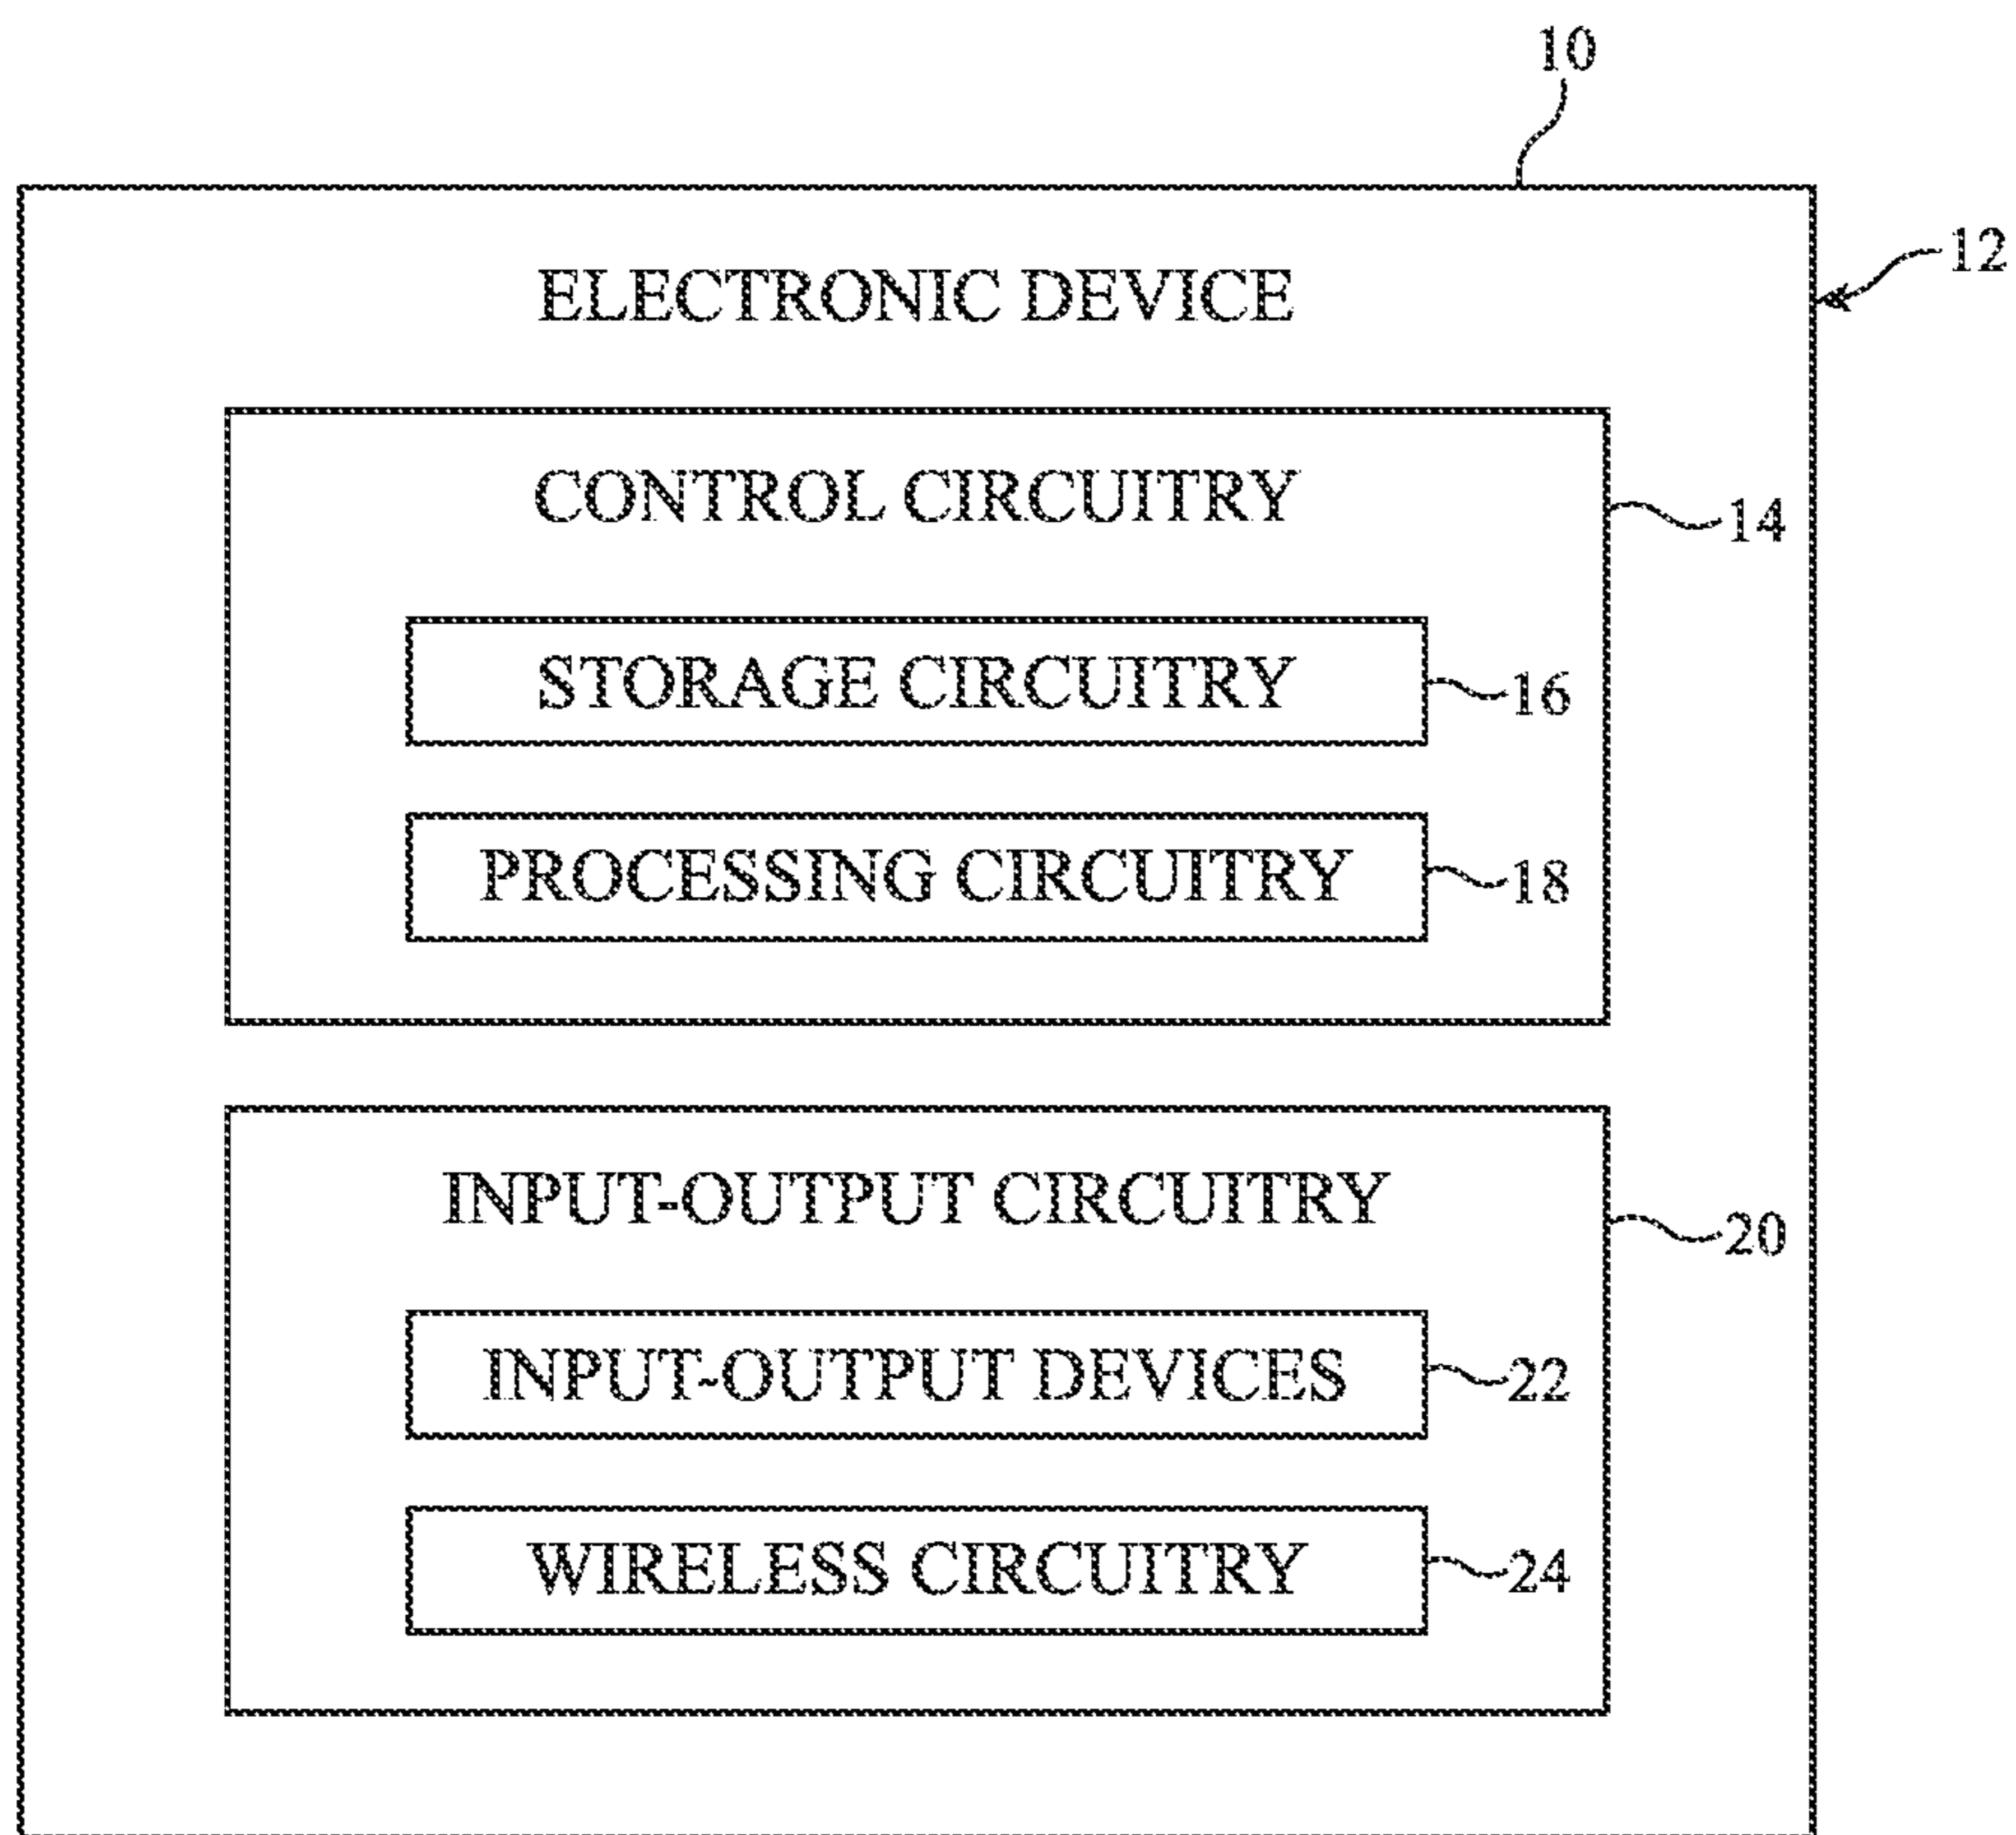 10
12
ELECTRONIC DEVICE
CONTROL CIRCUITRY
14
STORAGE CIRCUITRY
16
PROCESSING CIRCUITRY
18
INPUT-OUTPUT CIRCUITRY
20
INPUT-OUTPUT DEVICES
22
WIRELESS CIRCUITRY
24